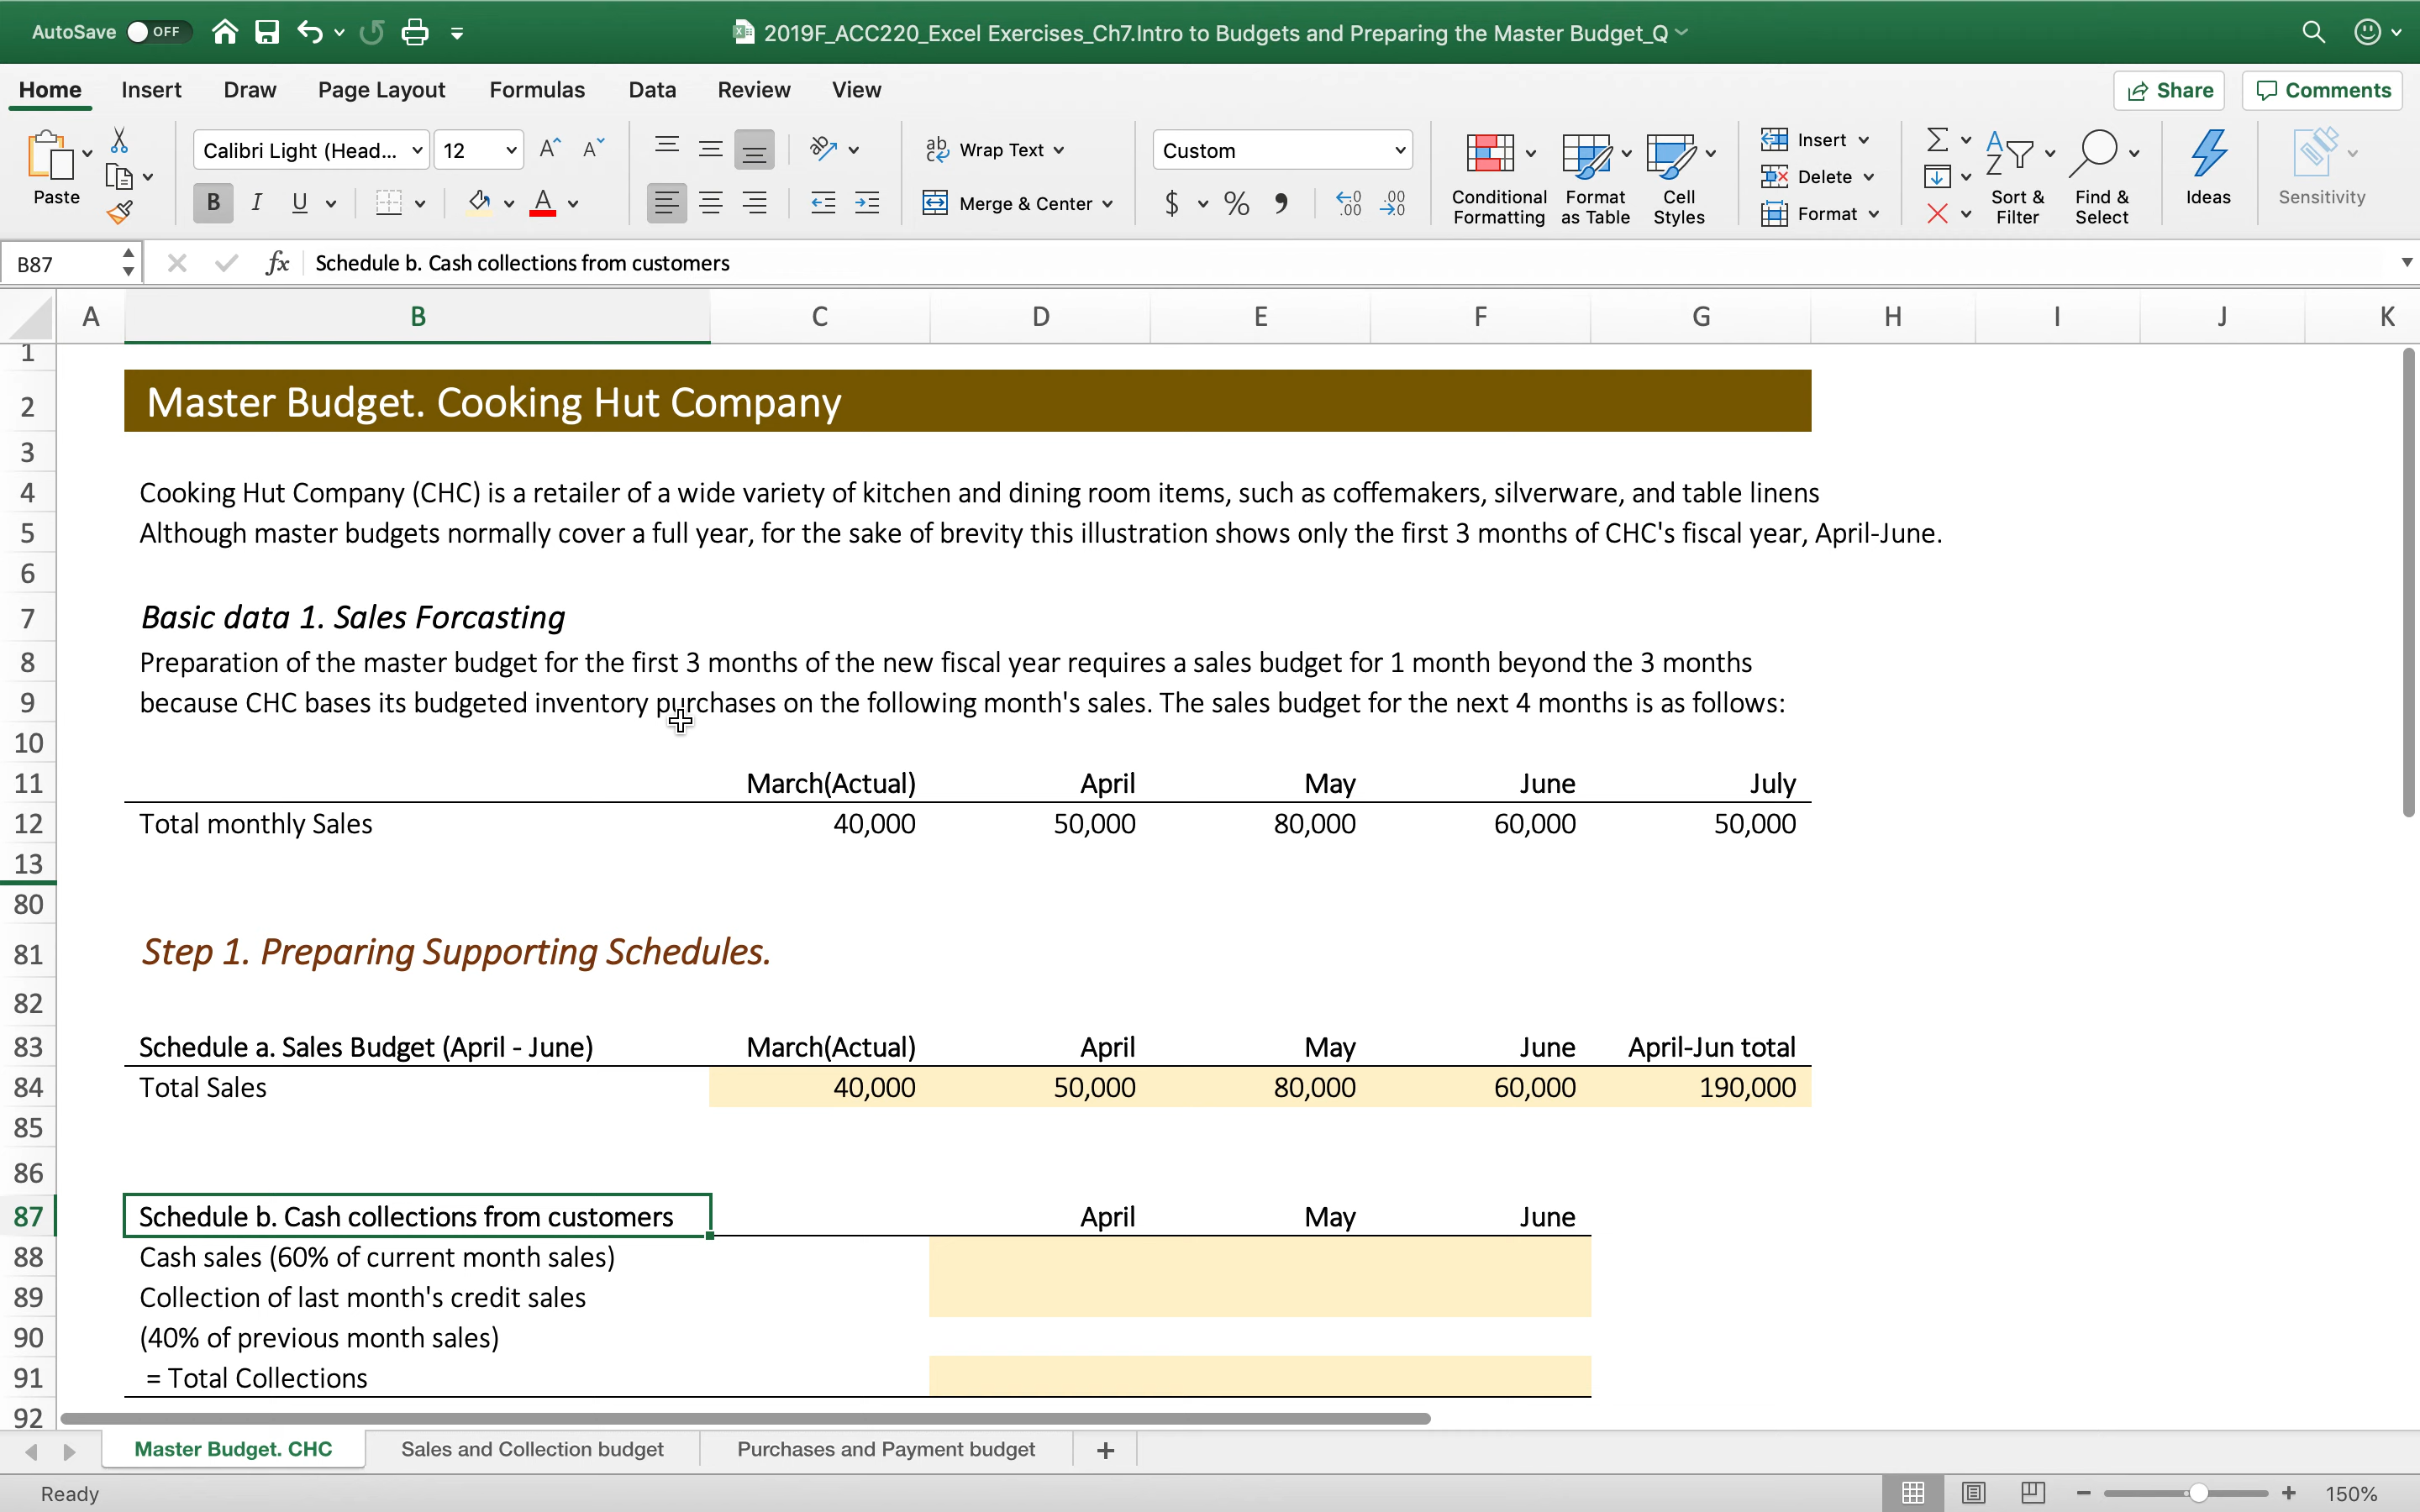 AutoSave OFF 2019F_ACC220_Excel Exercises_Ch7.Intro to Budgets and Preparing the Master Budget_Q
Home Insert Draw Page Layout Formulas Data Review View Share Comments
Paste Calibri Light (Head... 12 A A ab Wrap Text Custom Conditional Formatting Format as Table Cell Styles Insert Sort & Filter Find & Select Ideas Sensitivity
Delete
B I U A Merge & Center $ % Format
B87 fx Schedule b. Cash collections from customers
A B C D E F G H I J K
1
2 Master Budget. Cooking Hut Company
3
4 Cooking Hut Company (CHC) is a retailer of a wide variety of kitchen and dining room items, such as coffemakers, silverware, and table linens
5 Although master budgets normally cover a full year, for the sake of brevity this illustration shows only the first 3 months of CHC's fiscal year, April-June.
6
7 Basic data 1. Sales Forcasting
8 Preparation of the master budget for the first 3 months of the new fiscal year requires a sales budget for 1 month beyond the 3 months
9 because CHC bases its budgeted inventory purchases on the following month's sales. The sales budget for the next 4 months is as follows:
10
11 March(Actual) April May June July
12 Total monthly Sales 40,000 50,000 80,000 60,000 50,000
13
80
81 Step 1. Preparing Supporting Schedules.
82
83 Schedule a. Sales Budget (April - June) March(Actual) April May June April-Jun total
84 Total Sales 40,000 50,000 80,000 60,000 190,000
85
86
87 Schedule b. Cash collections from customers April May June
88 Cash sales (60% of current month sales)
89 Collection of last month's credit sales
90 (40% of previous month sales)
91 = Total Collections
92
Master Budget. CHC Sales and Collection budget Purchases and Payment budget +
Ready 150%